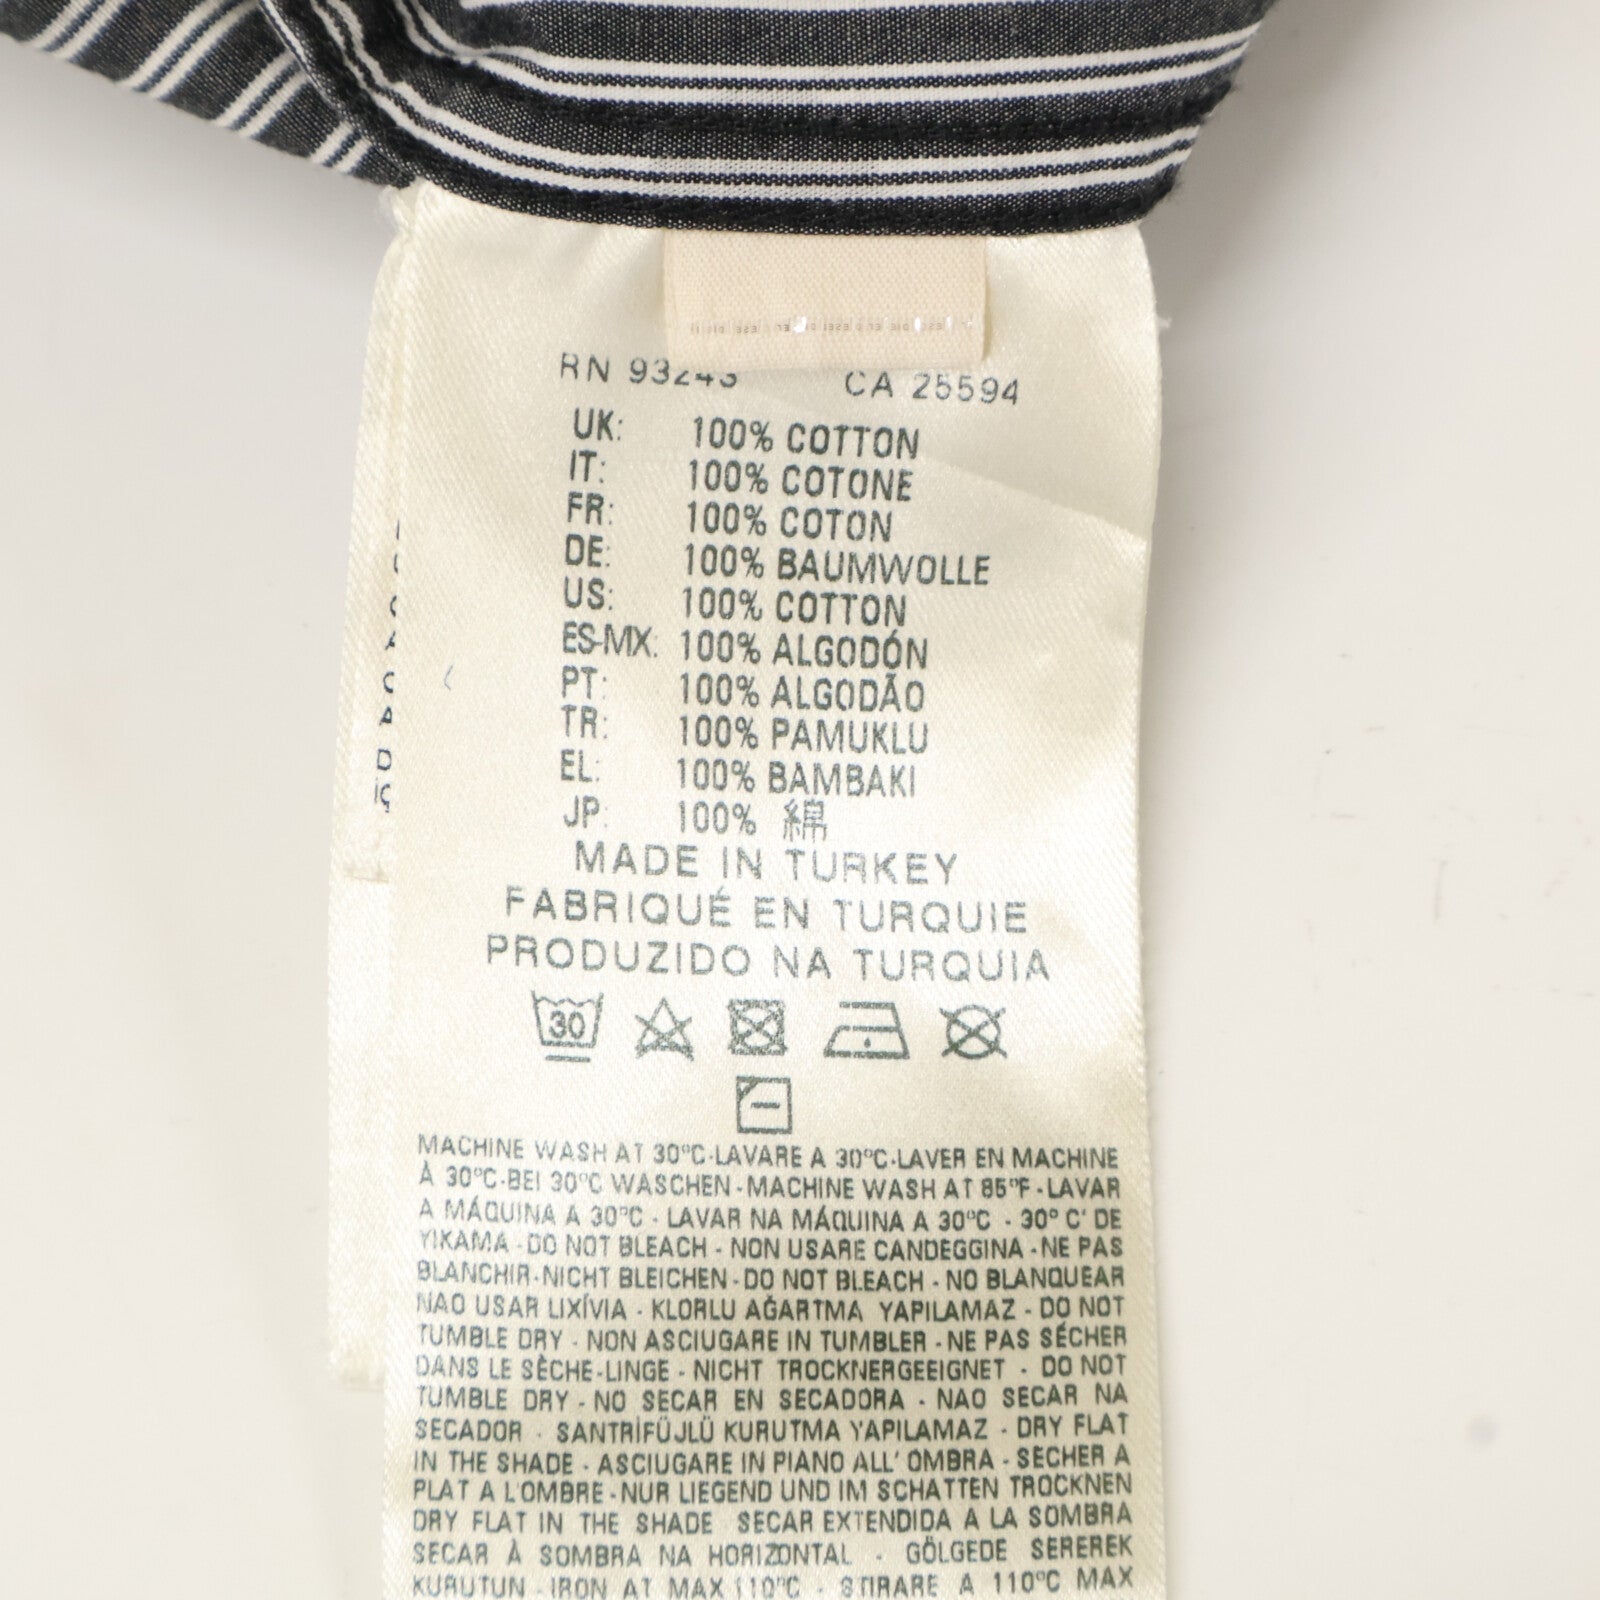 RN 93243 CA 25594
UK: 100% COTTON
IT: 100% COTONE
FR: 100% COTON
DE: 100% BAUMWOLLE
US: 100% COTTON
ES-MX: 100% ALGODÓN
PT: 100% ALGODÃO
TR: 100% PAMUKLU
EL: 100% BAMBAKI
JP: 100% 綿
MADE IN TURKEY
FABRIQUÉ EN TURQUIE
PRODUZIDO NA TURQUIA
30
MACHINE WASH AT 30°C-LAVARE A 30°C-LAVER EN MACHINE
À 30°C-BEI 30°C WASCHEN-MACHINE WASH AT 85°F-LAVAR
A MÁQUINA A 30°C - LAVAR NA MÁQUINA A 30°C - 30° C' DE
YIKAMA -DO NOT BLEACH - NON USARE CANDEGGINA -NE PAS
BLANCHIR-NICHT BLEICHEN-DO NOT BLEACH - NO BLANQUEAR
NAO USAR LIXÍVIA - KLORLU AĞARTMA YAPILAMAZ - DO NOT
TUMBLE DRY - NON ASCIUGARE IN TUMBLER - NE PAS SÉCHER
DANS LE SÈCHE-LINGE - NICHT TROCKNERGEEIGNET - DO NOT
TUMBLE DRY - NO SECAR EN SECADORA - NAO SECAR NA
SECADOR - SANTRİFÜJLÜ KURUTMA YAPILAMAZ - DRY FLAT
IN THE SHADE - ASCIUGARE IN PIANO ALL' OMBRA - SECHER A
PLAT A L'OMBRE-NUR LIEGEND UND IM SCHATTEN TROCKNEN
DRY FLAT IN THE SHADE SECAR EXTENDIDA A LA SOMBRA
SECAR À SOMBRA NA HORIZONTAL - GÖLGEDE SEREREK
KURUTUN -IRON AT MAX 110°C - STIRARE A 110°C MAX